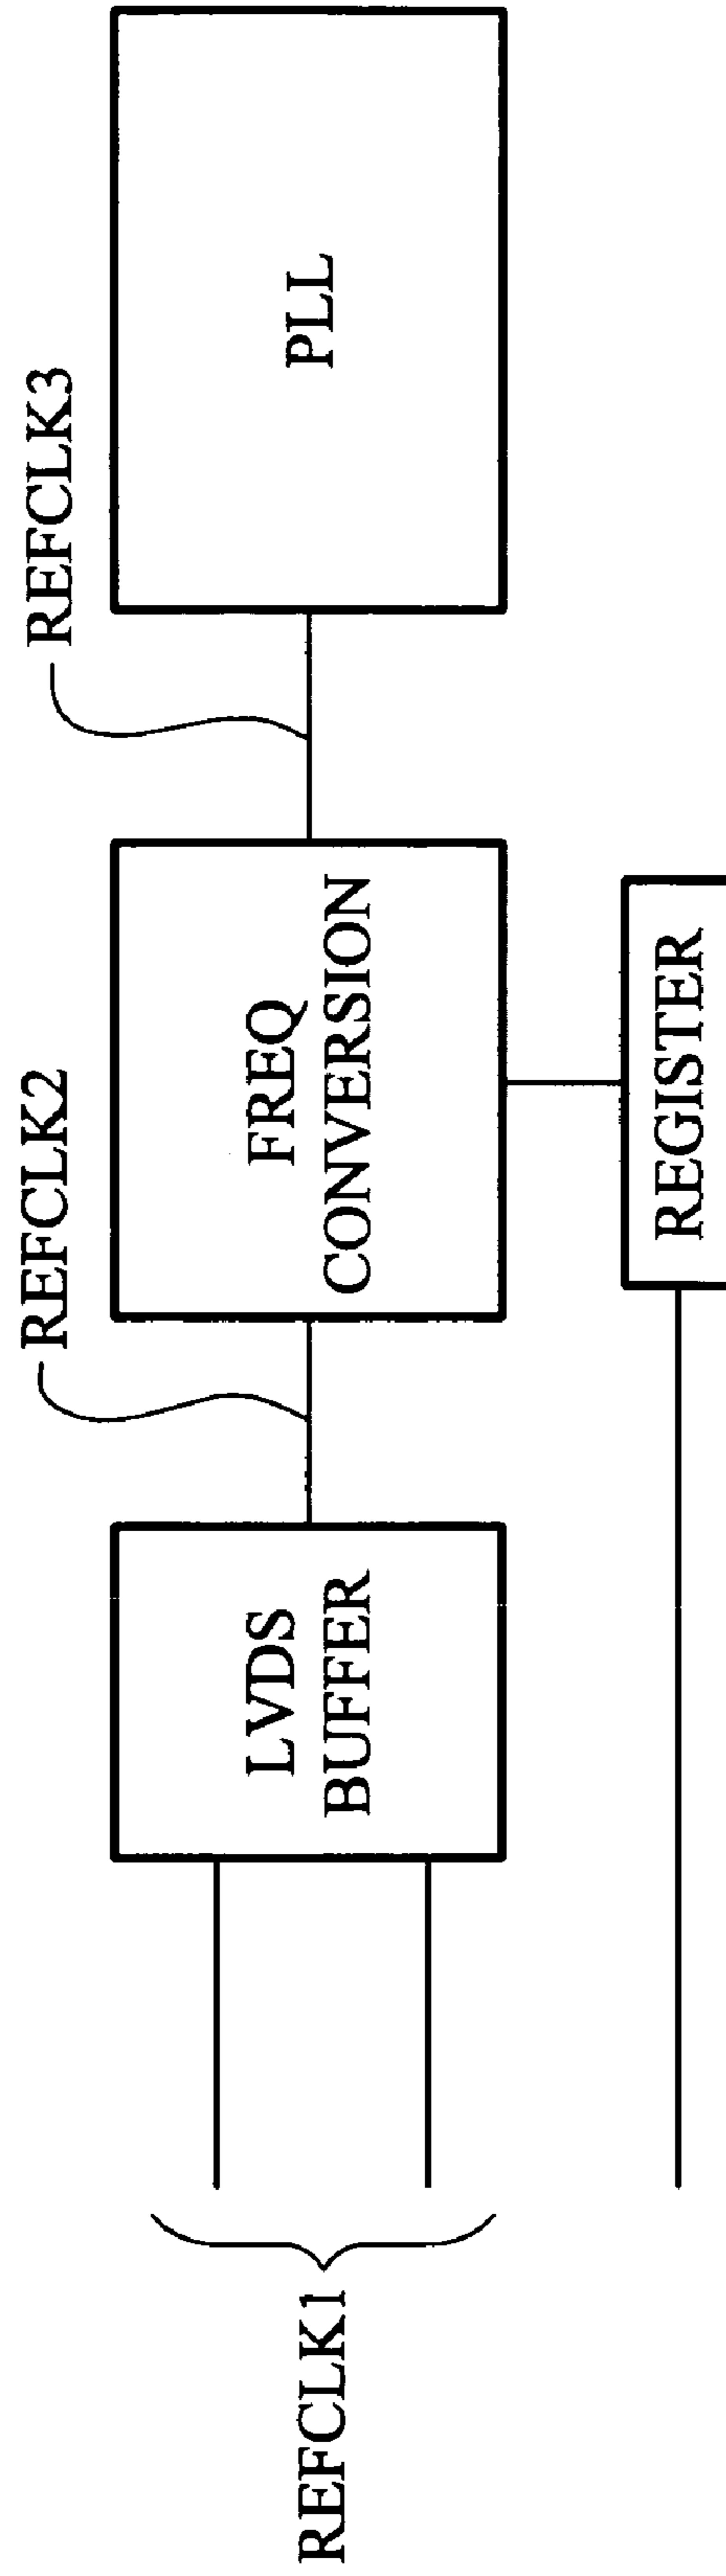 REFCLK1
LVDS
BUFFER
REFCLK2
FREQ
CONVERSION
REFCLK3
PLL
REGISTER